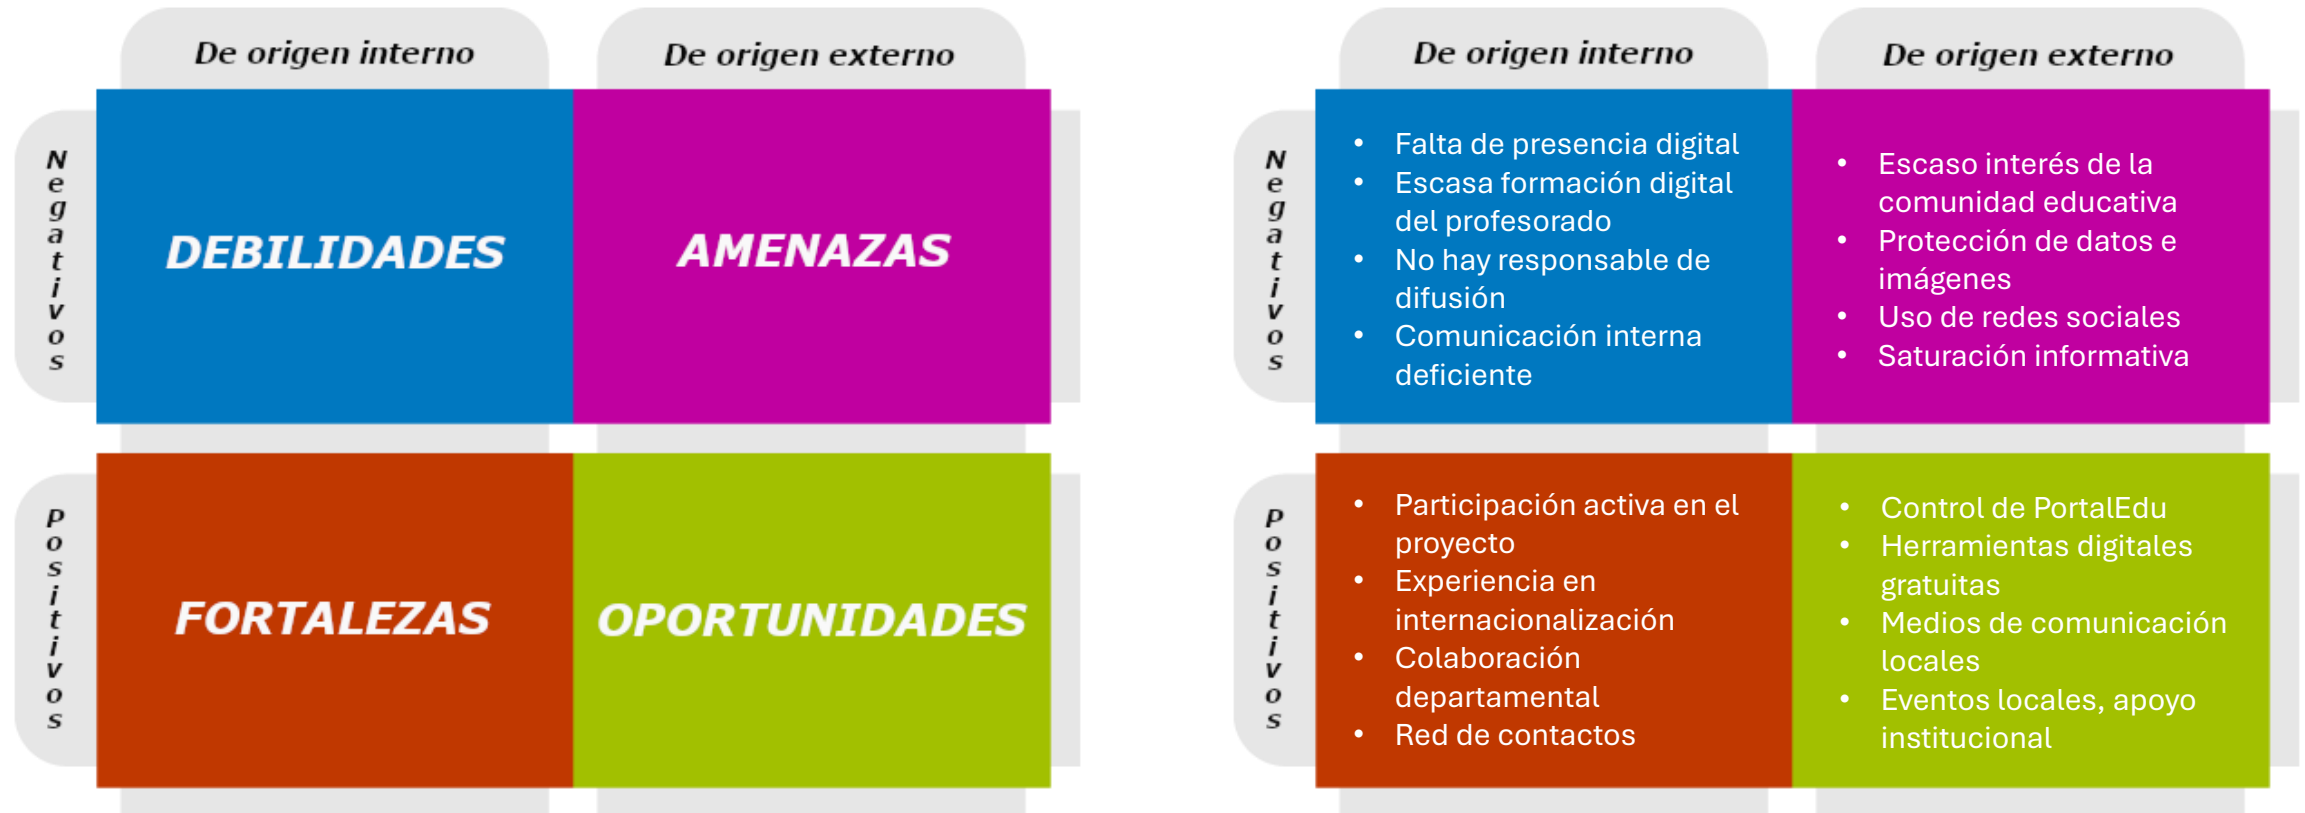 De origen interno
De origen externo
Negativos
DEBILIDADES
AMENAZAS
Positivos
FORTALEZAS
OPORTUNIDADES
De origen interno
De origen externo
Negativos
• Falta de presencia digital
• Escasa formación digital
del profesorado
• No hay responsable de
difusión
• Comunicación interna
deficiente
• Escaso interés de la
comunidad educativa
• Protección de datos e
imágenes
• Uso de redes sociales
• Saturación informativa
Positivos
• Participación activa en el
proyecto
• Experiencia en
internacionalización
• Colaboración
departamental
• Red de contactos
• Control de PortalEdu
• Herramientas digitales
gratuitas
• Medios de comunicación
locales
• Eventos locales, apoyo
institucional